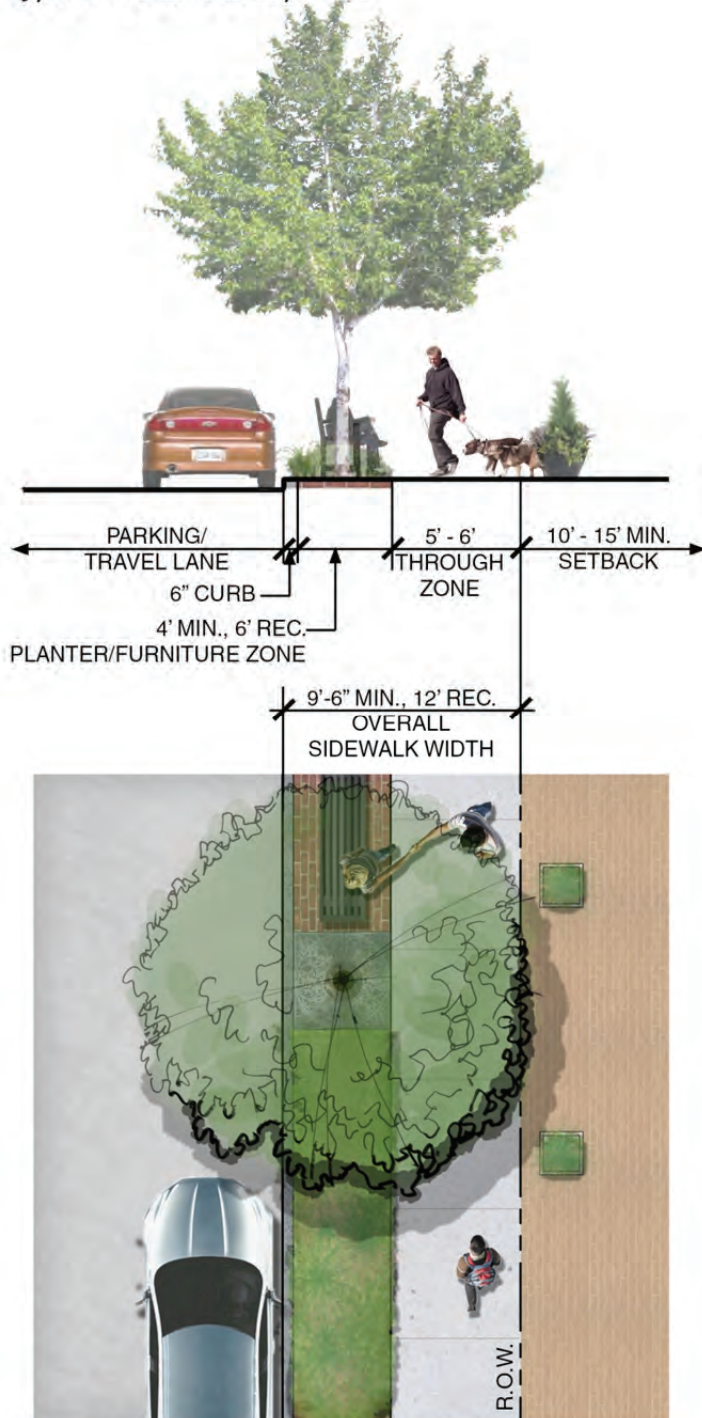 PARKING/
TRAVEL LANE
5' - 6'
THROUGH
ZONE
10' - 15' MIN.
SETBACK
6" CURB
4' MIN., 6' REC.
PLANTER/FURNITURE ZONE
9'-6" MIN., 12' REC.
OVERALL
SIDEWALK WIDTH
R.O.W.